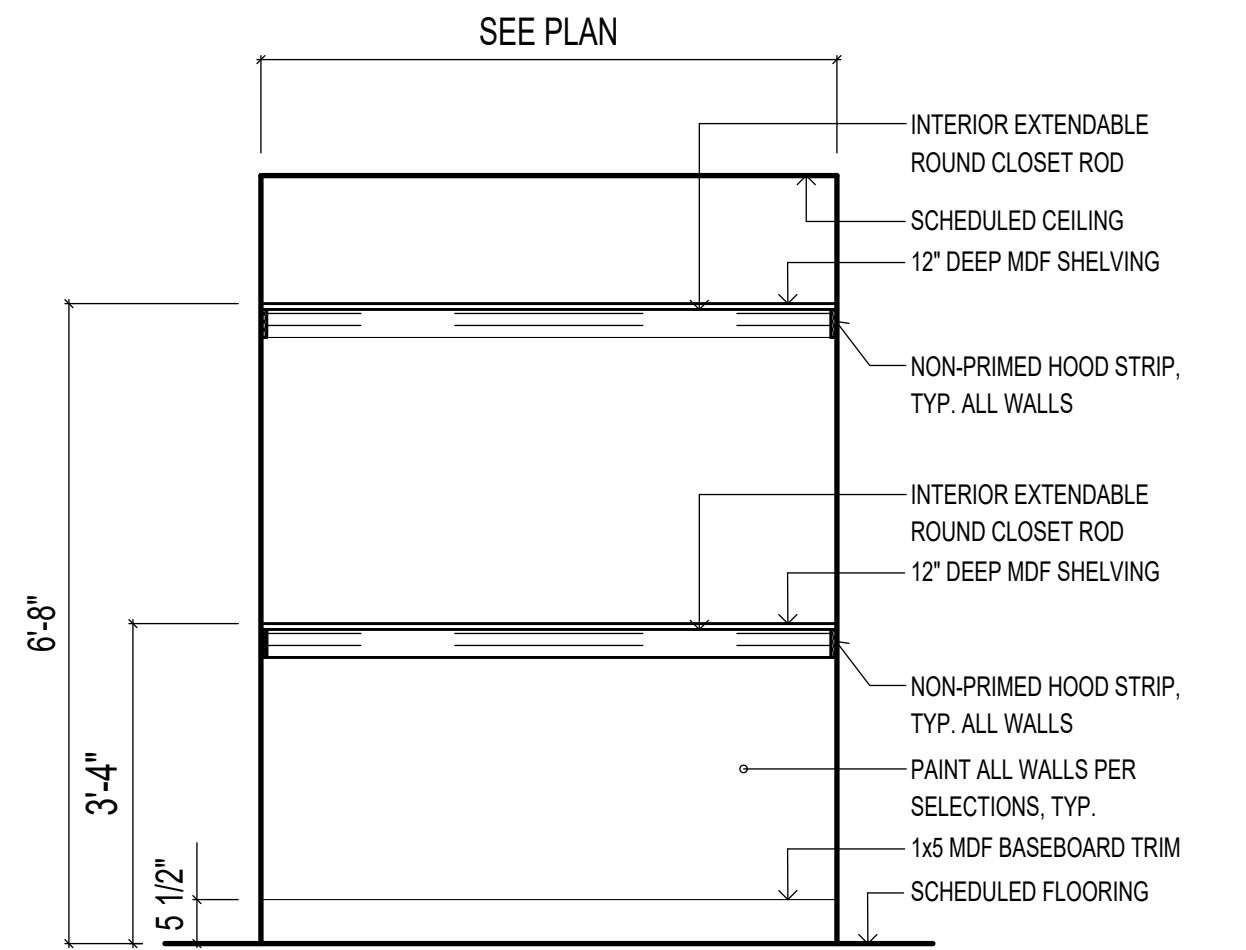 SEE PLAN
INTERIOR EXTENDABLE
ROUND CLOSET ROD
SCHEDULED CEILING
12" DEEP MDF SHELVING
NON-PRIMED HOOD STRIP,
TYP. ALL WALLS
INTERIOR EXTENDABLE
ROUND CLOSET ROD
12" DEEP MDF SHELVING
NON-PRIMED HOOD STRIP,
TYP. ALL WALLS
PAINT ALL WALLS PER
SELECTIONS, TYP.
1x5 MDF BASEBOARD TRIM
SCHEDULED FLOORING
6'-8"
3'-4"
5 1/2"